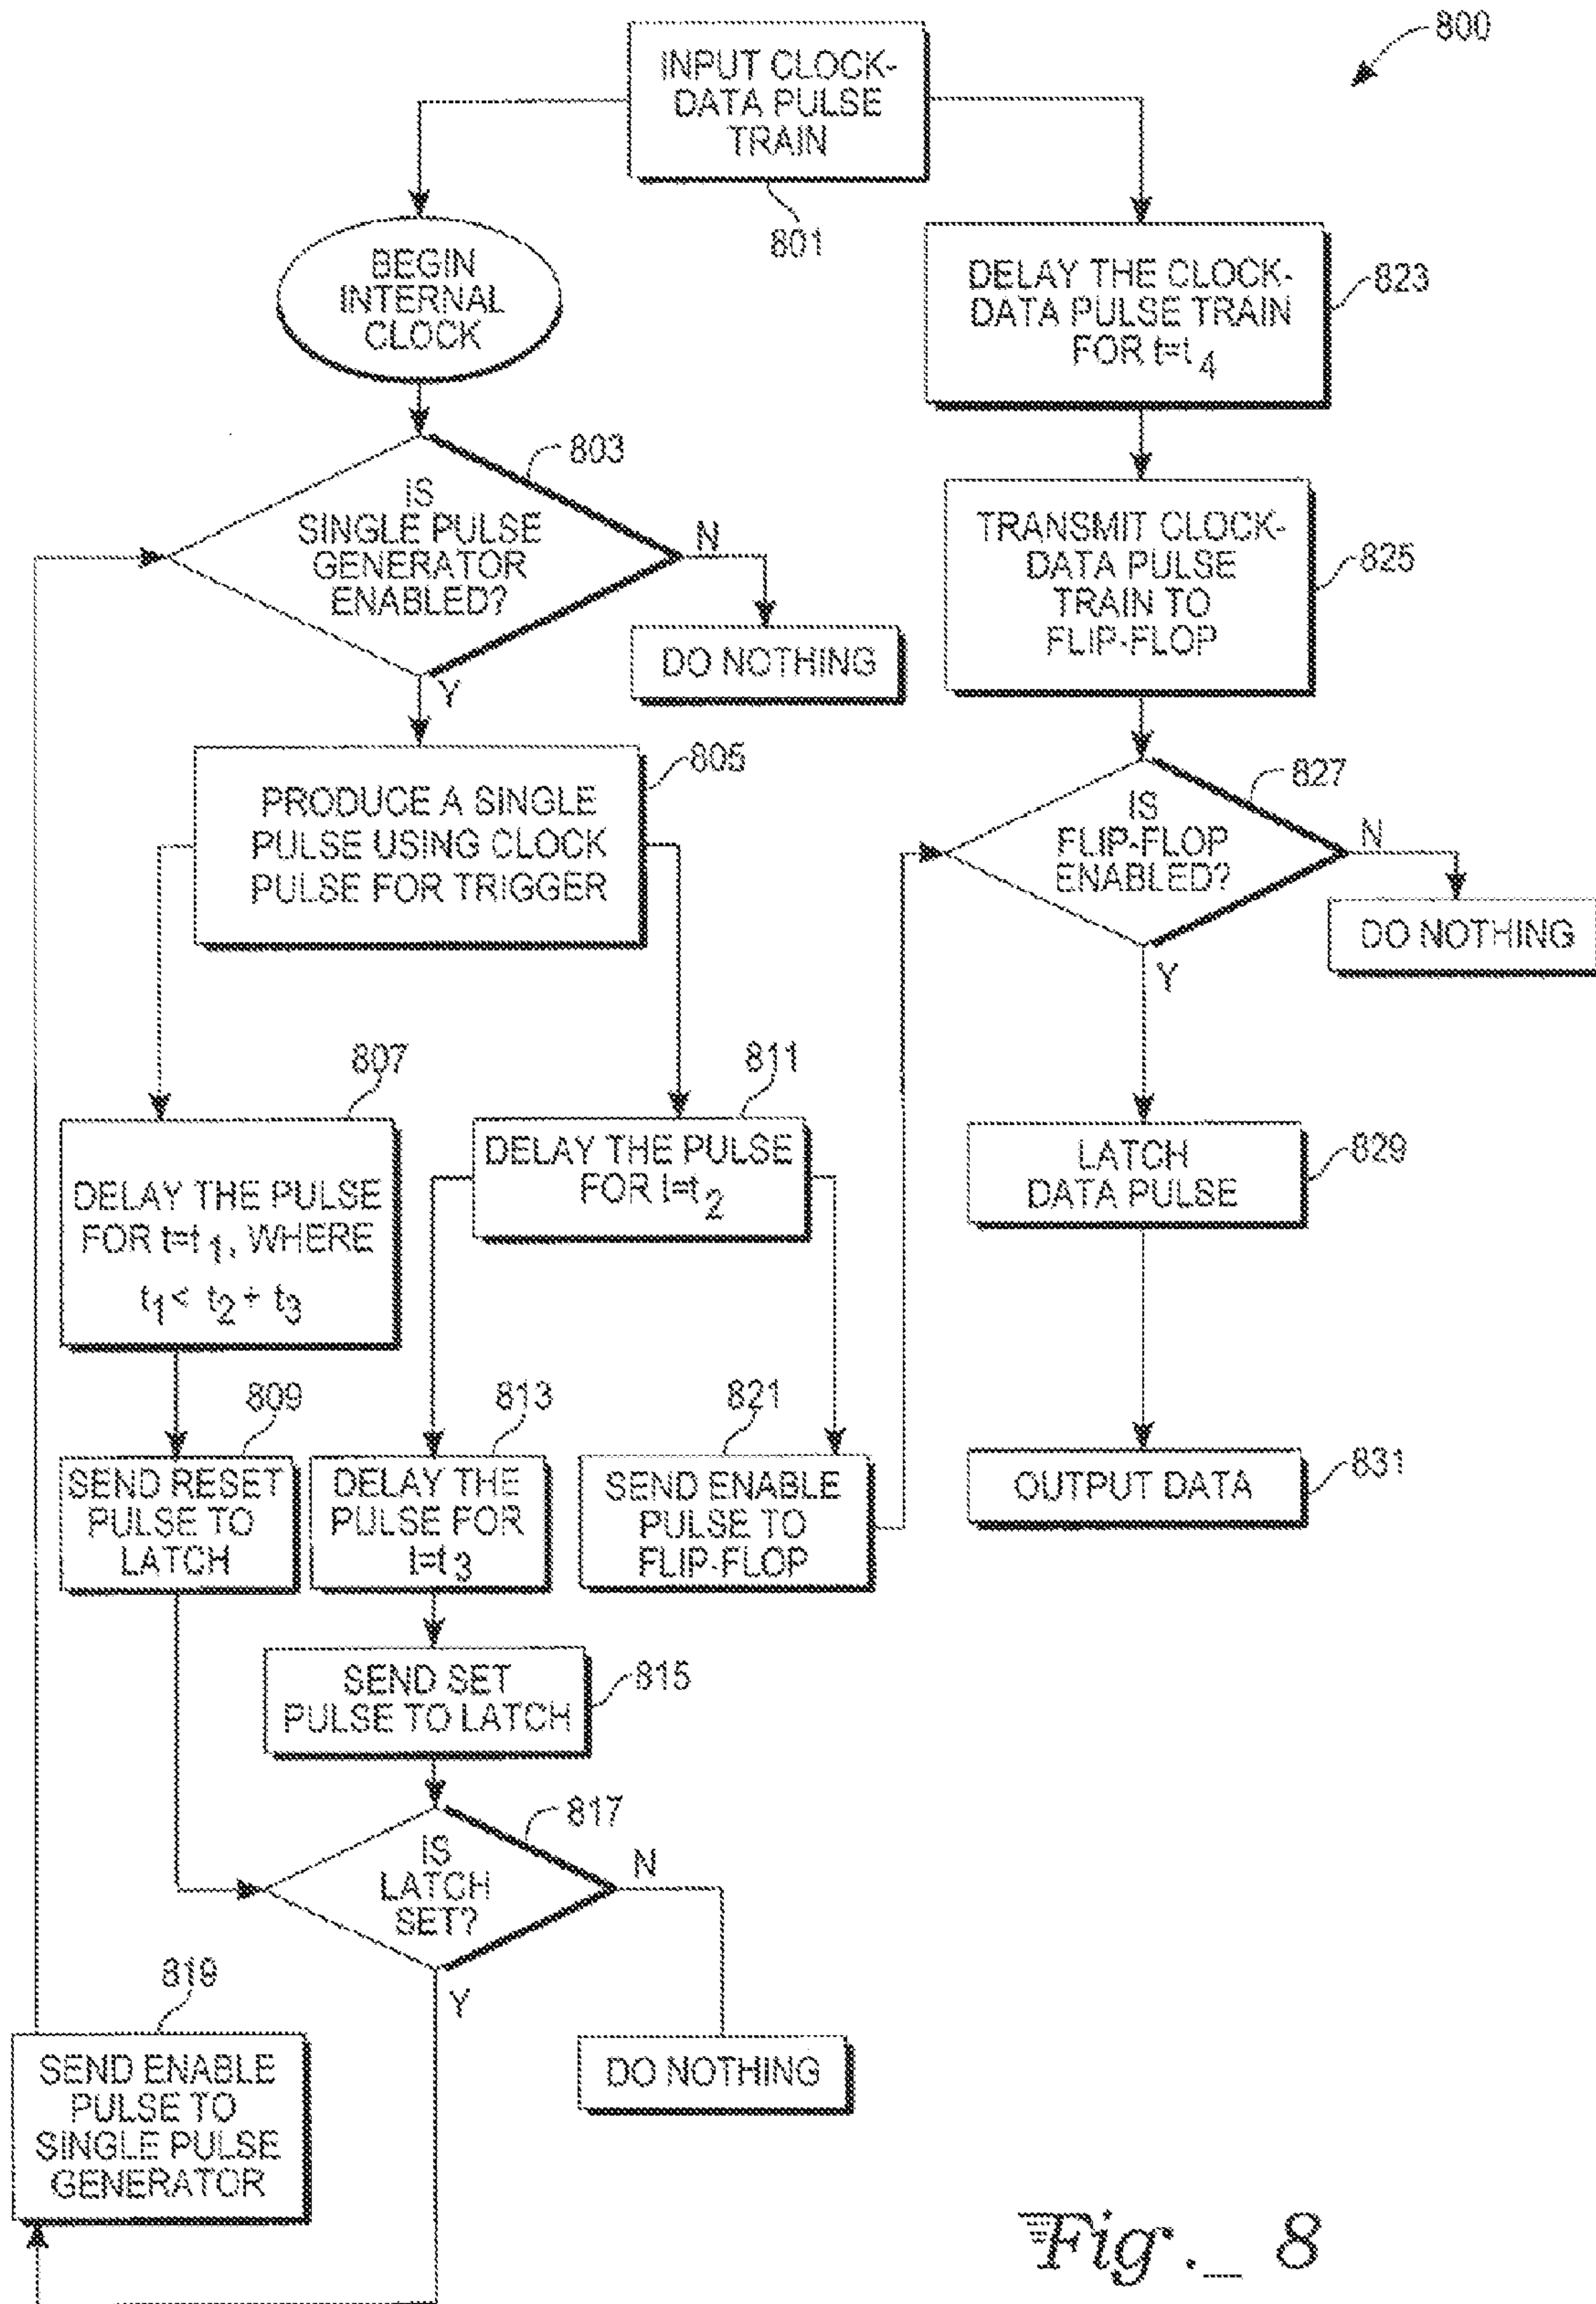 800
INPUT CLOCK-
DATA PULSE
TRAIN
801
BEGIN
INTERNAL
CLOCK
DELAY THE CLOCK-
DATA PULSE TRAIN
FOR t=t4
823
803
IS
SINGLE PULSE
GENERATOR
ENABLED?
N
Y
DO NOTHING
TRANSMIT CLOCK-
DATA PULSE
TRAIN TO
FLIP-FLOP
825
805
PRODUCE A SINGLE
PULSE USING CLOCK
PULSE FOR TRIGGER
827
IS
FLIP-FLOP
ENABLED?
N
Y
DO NOTHING
807
DELAY THE PULSE
FOR t=t1, WHERE
t1 < t2 + t3
811
DELAY THE PULSE
FOR t=t2
LATCH
DATA PULSE
829
809
SEND RESET
PULSE TO
LATCH
813
DELAY THE
PULSE FOR
t=t3
821
SEND ENABLE
PULSE TO
FLIP-FLOP
OUTPUT DATA
831
SEND SET
PULSE TO LATCH
815
817
IS
LATCH
SET?
N
Y
DO NOTHING
819
SEND ENABLE
PULSE TO
SINGLE PULSE
GENERATOR
Fig._ 8